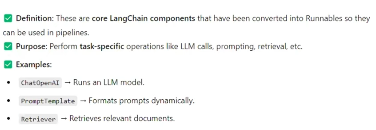 ✅ Definition: These are core LangChain components that have been converted into Runnables so they
can be used in pipelines.
✅ Purpose: Perform task-specific operations like LLM calls, prompting, retrieval, etc.
✅ Examples:
• ChatOpenAI → Runs an LLM model.
• PromptTemplate → Formats prompts dynamically.
• Retriever → Retrieves relevant documents.